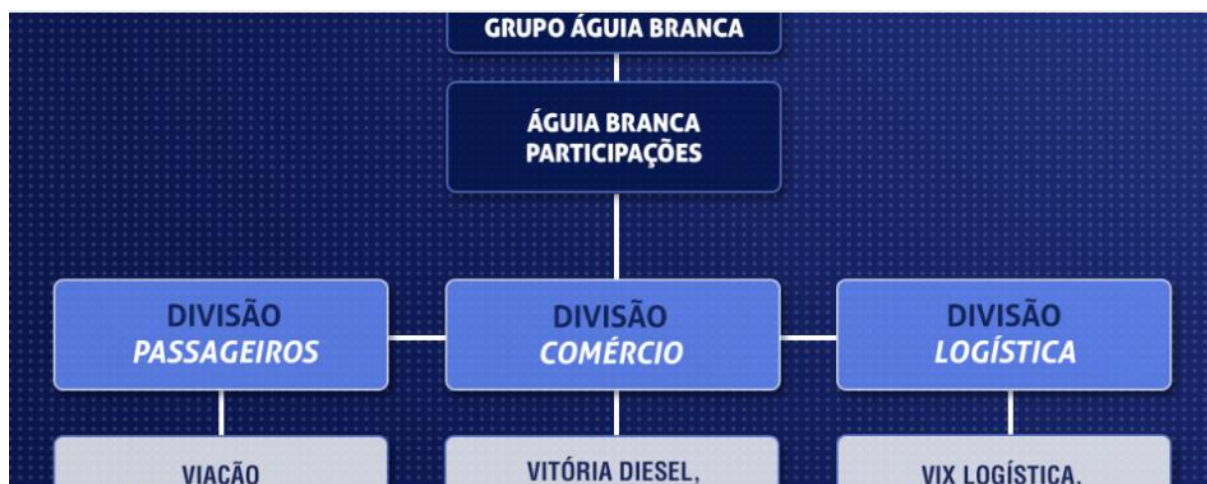 GRUPO ÁGUIA BRANCA
ÁGUIA BRANCA
PARTICIPAÇÕES
DIVISÃO
PASSAGEIROS
DIVISÃO
COMÉRCIO
DIVISÃO
LOGÍSTICA
VIAÇÃO
VITÓRIA DIESEL,
VIX LOGÍSTICA,